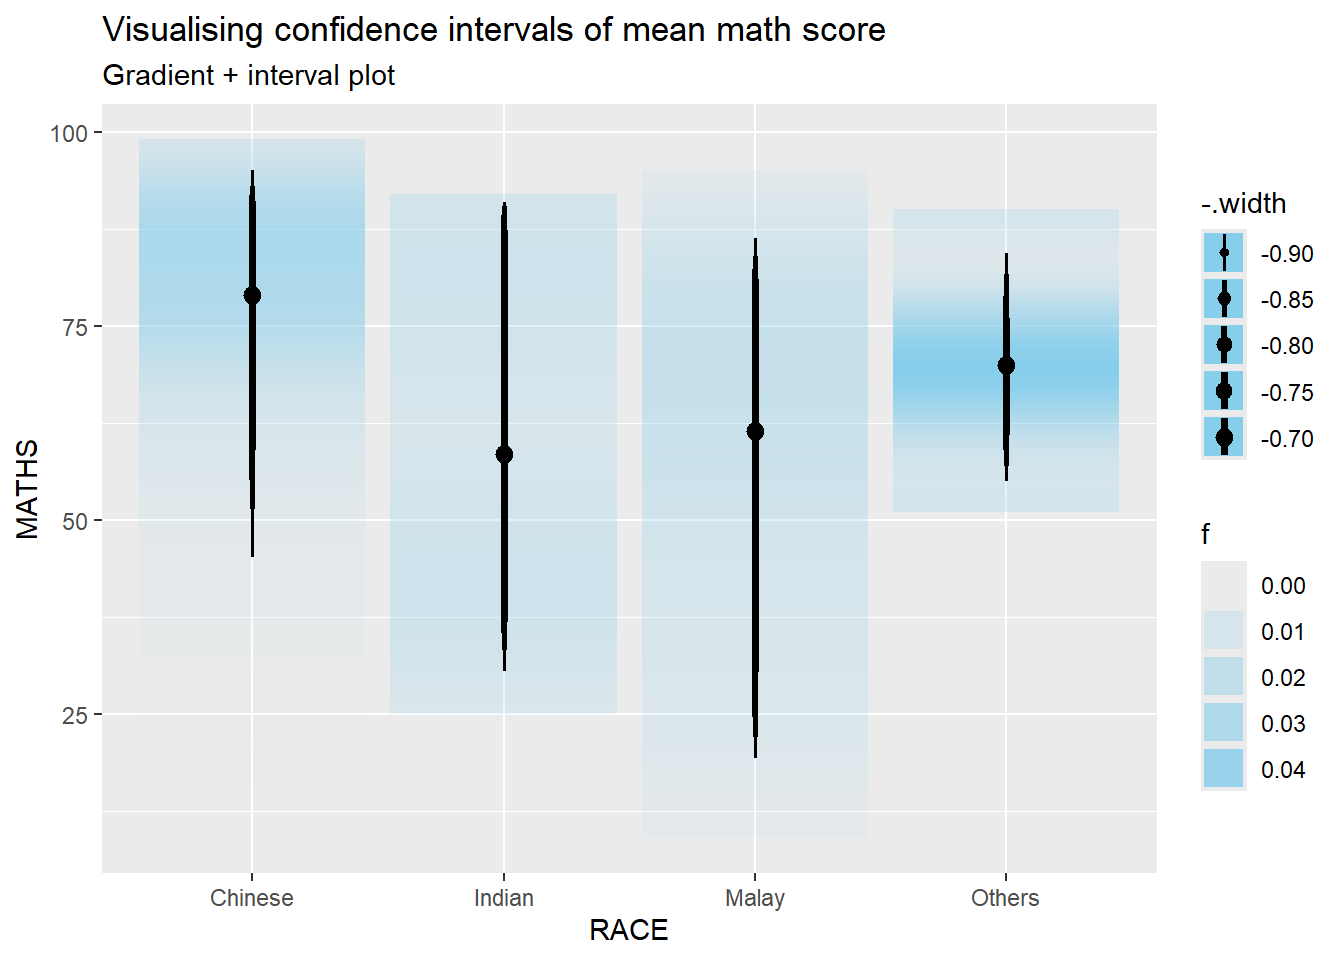 Visualising confidence intervals of mean math score
Gradient + interval plot
MATHS
100
75
50
25
Chinese
Indian
Malay
Others
RACE
-.width
-0.90
-0.85
-0.80
-0.75
-0.70
f
0.00
0.01
0.02
0.03
0.04